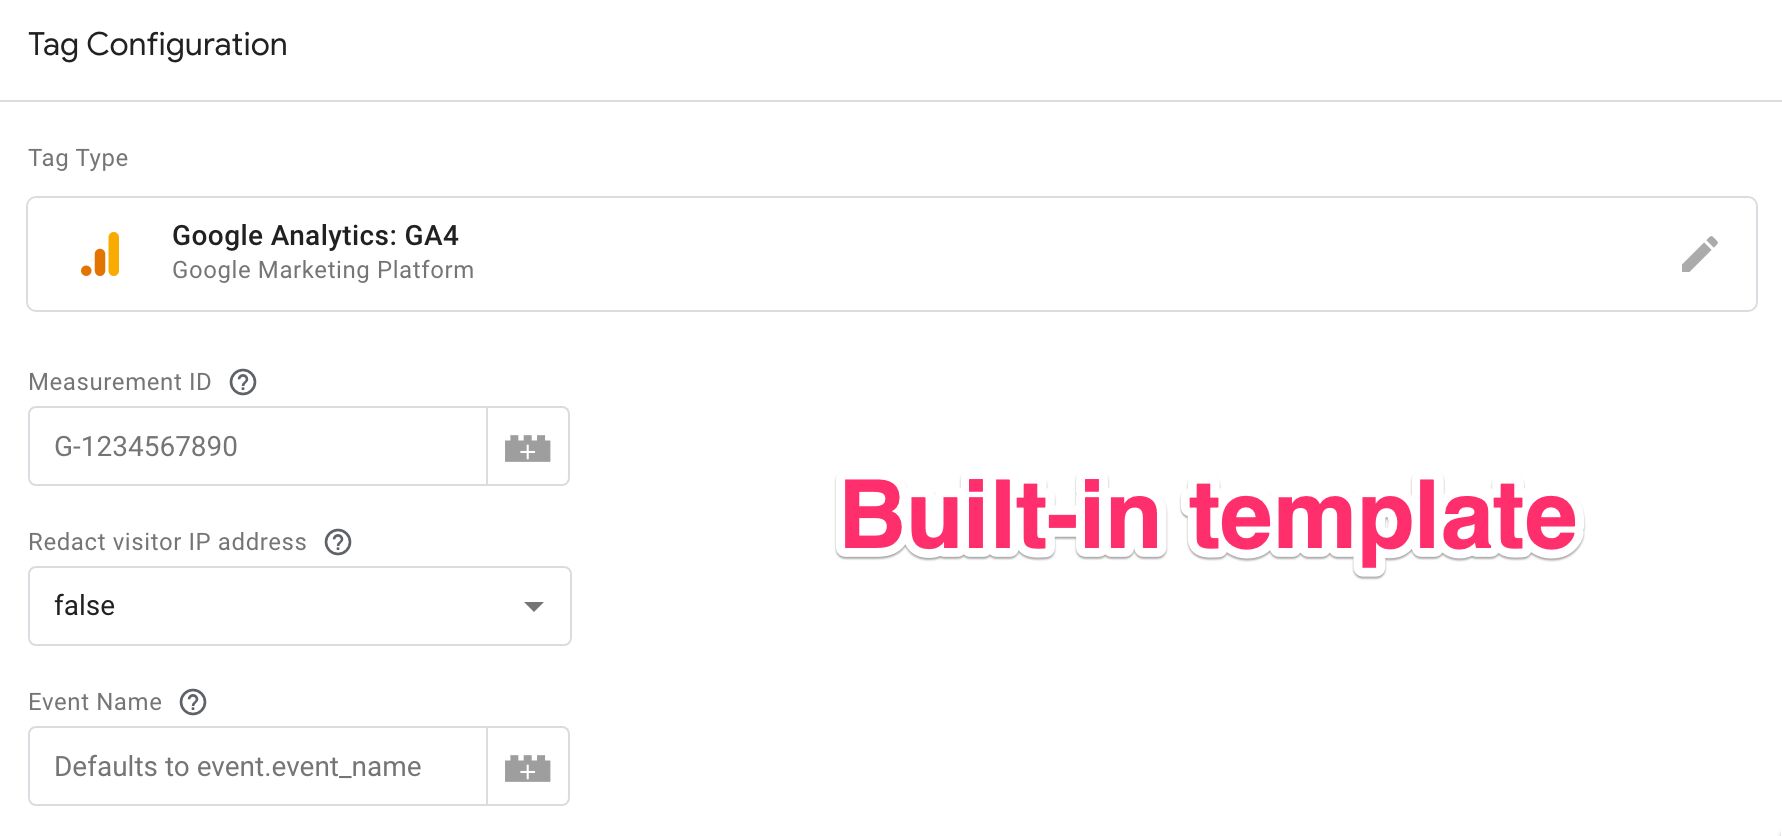 Tag Configuration
Tag Type
Google Analytics: GA4
Google Marketing Platform
Measurement ID
G-1234567890
Built-in template
Redact visitor IP address
false
Event Name
Defaults to event.event_name